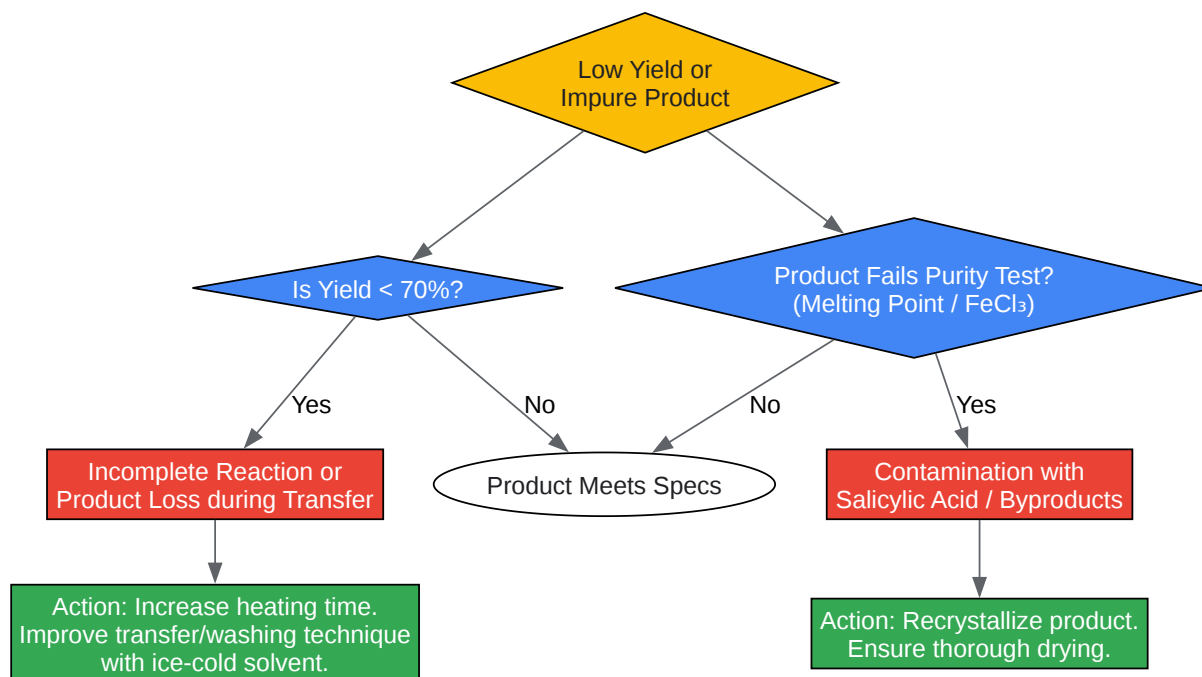 Low Yield or
Impure Product
Is Yield < 70%?
Product Fails Purity Test?
(Melting Point / FeCl₃)
Yes
No
No
Yes
Incomplete Reaction or
Product Loss during Transfer
Product Meets Specs
Contamination with
Salicylic Acid / Byproducts
Action: Increase heating time.
Improve transfer/washing technique
with ice-cold solvent.
Action: Recrystallize product.
Ensure thorough drying.